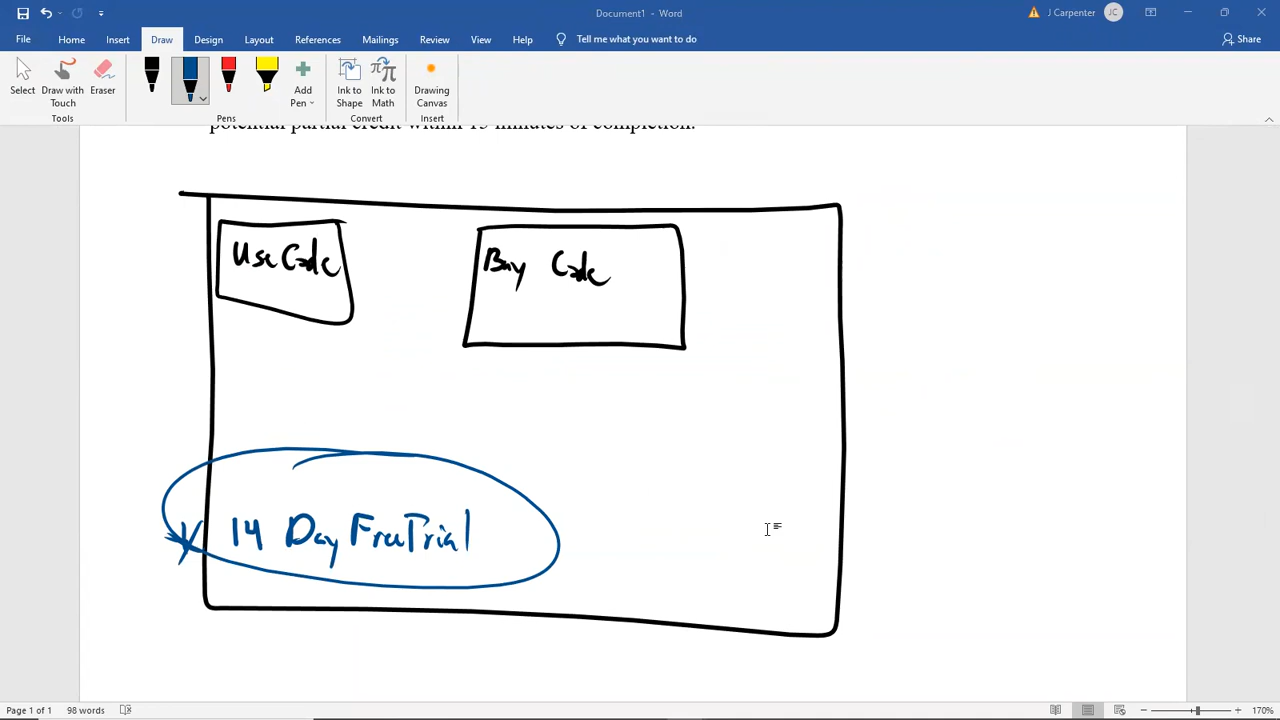 Document1 - Word
J Carpenter
JC
File
Home
Insert
Draw
Design
Layout
References
Mailings
Review
View
Help
Tell me what you want to do
Share
Select
Draw with Touch
Eraser
Add Pen
Ink to Shape
Ink to Math
Drawing Canvas
Tools
Pens
Convert
Insert
potential partial credit within 15 minutes of completion.
Use Code
Buy Code
14 Day Free Trial
Page 1 of 1
98 words
170%